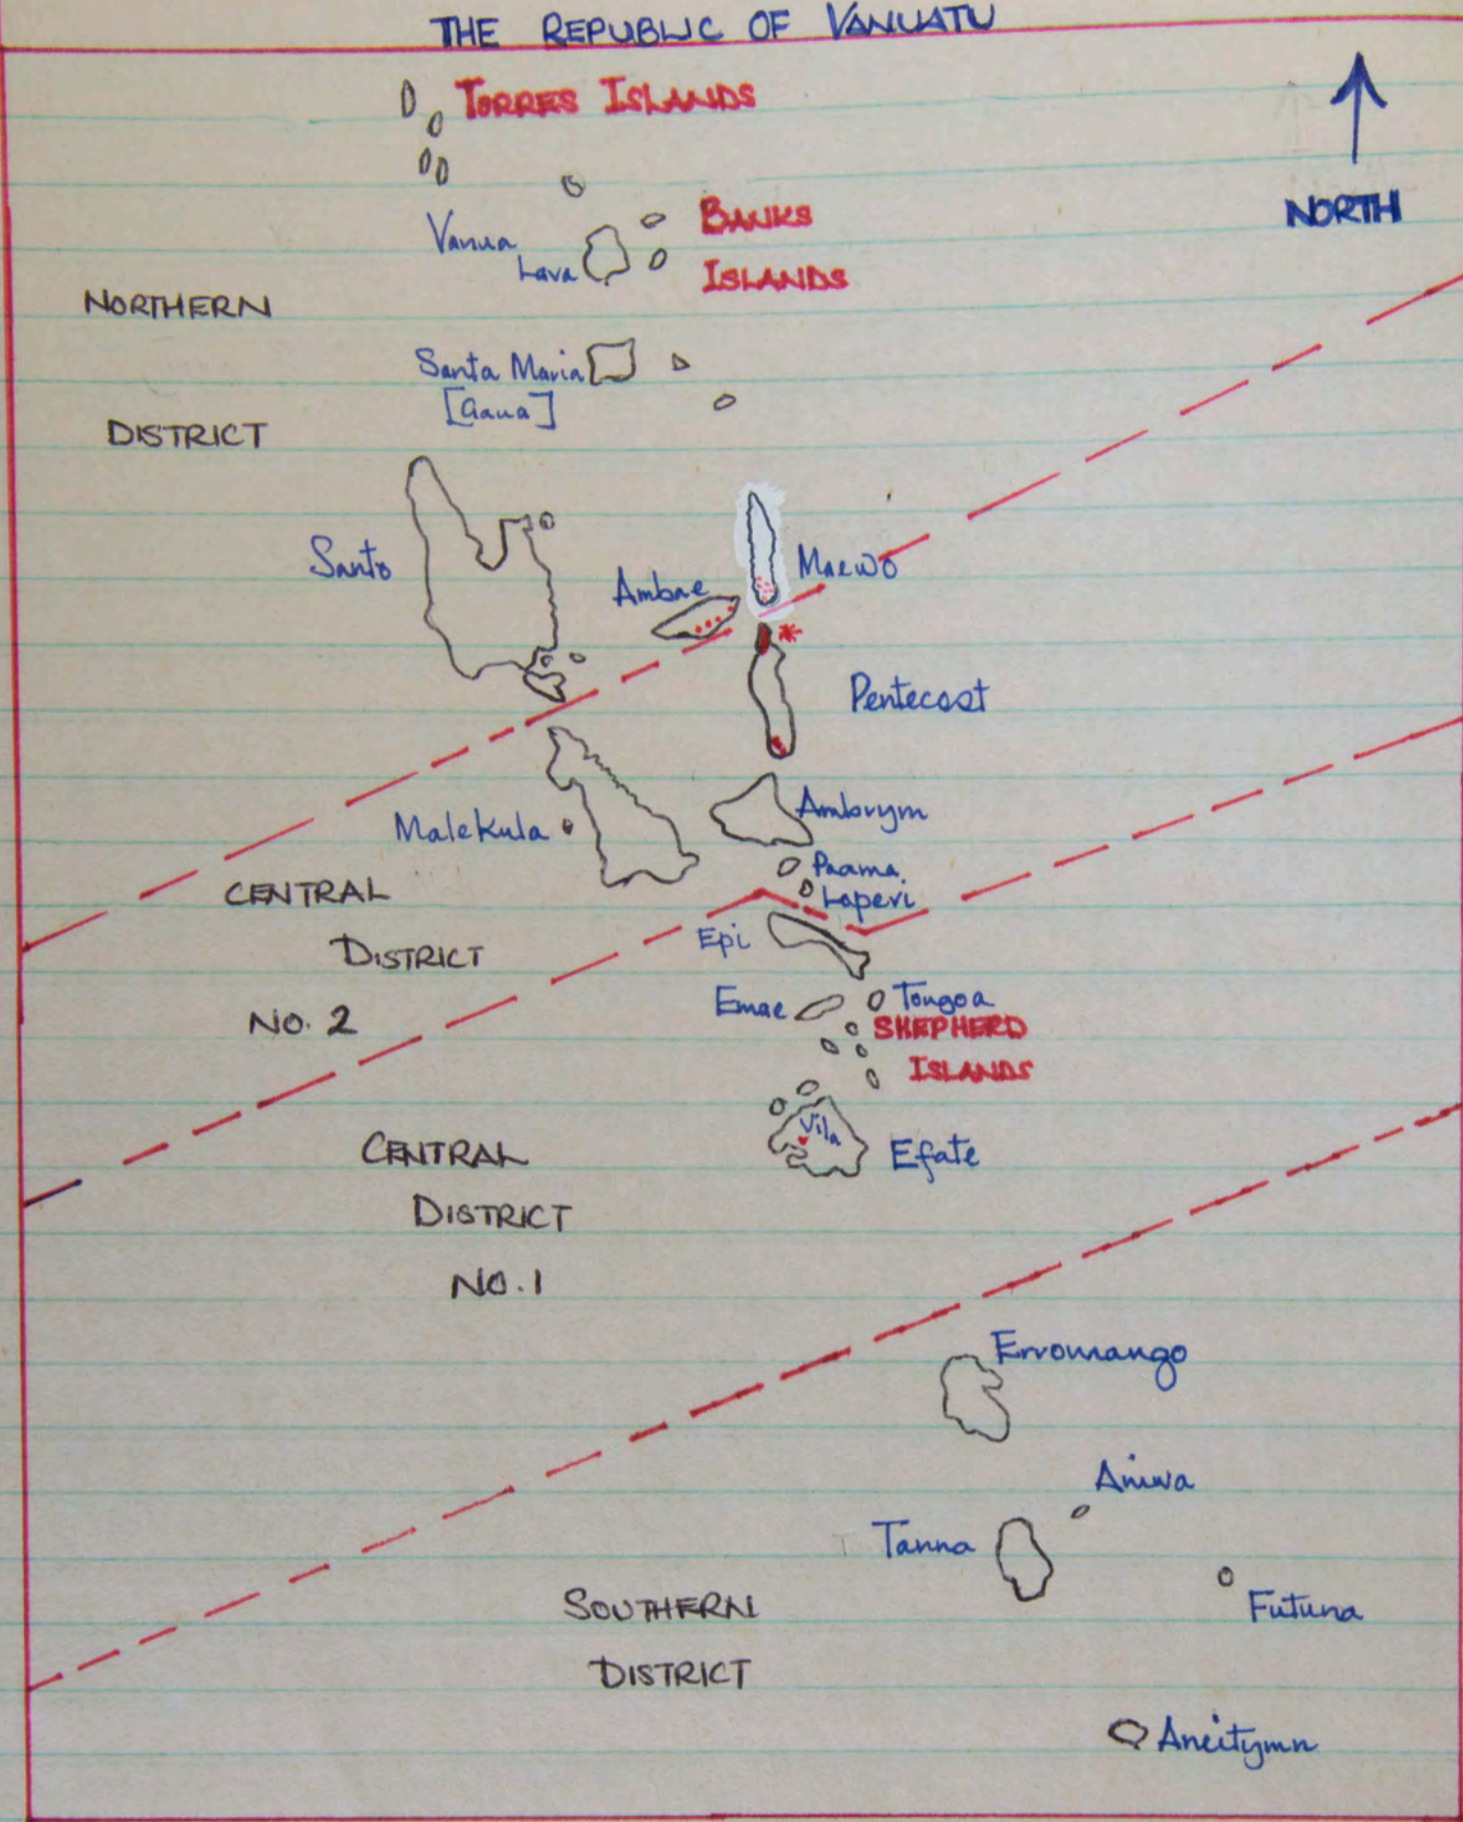 THE REPUBLIC OF VANUATU
TORRES ISLANDS
NORTH
Vanua
Lava
BANKS
ISLANDS
NORTHERN
DISTRICT
Santa Maria
[Gaua]
Santo
Ambae
Maewo
Pentecost
Malekula
Ambrym
Paama
Lopevi
CENTRAL
DISTRICT
NO. 2
Epi
Emae
Tongoa
SHEPHERD
ISLANDS
Vila
Efate
CENTRAL
DISTRICT
NO. 1
Erromango
Aniwa
Tanna
Futuna
SOUTHERN
DISTRICT
Aneitymn